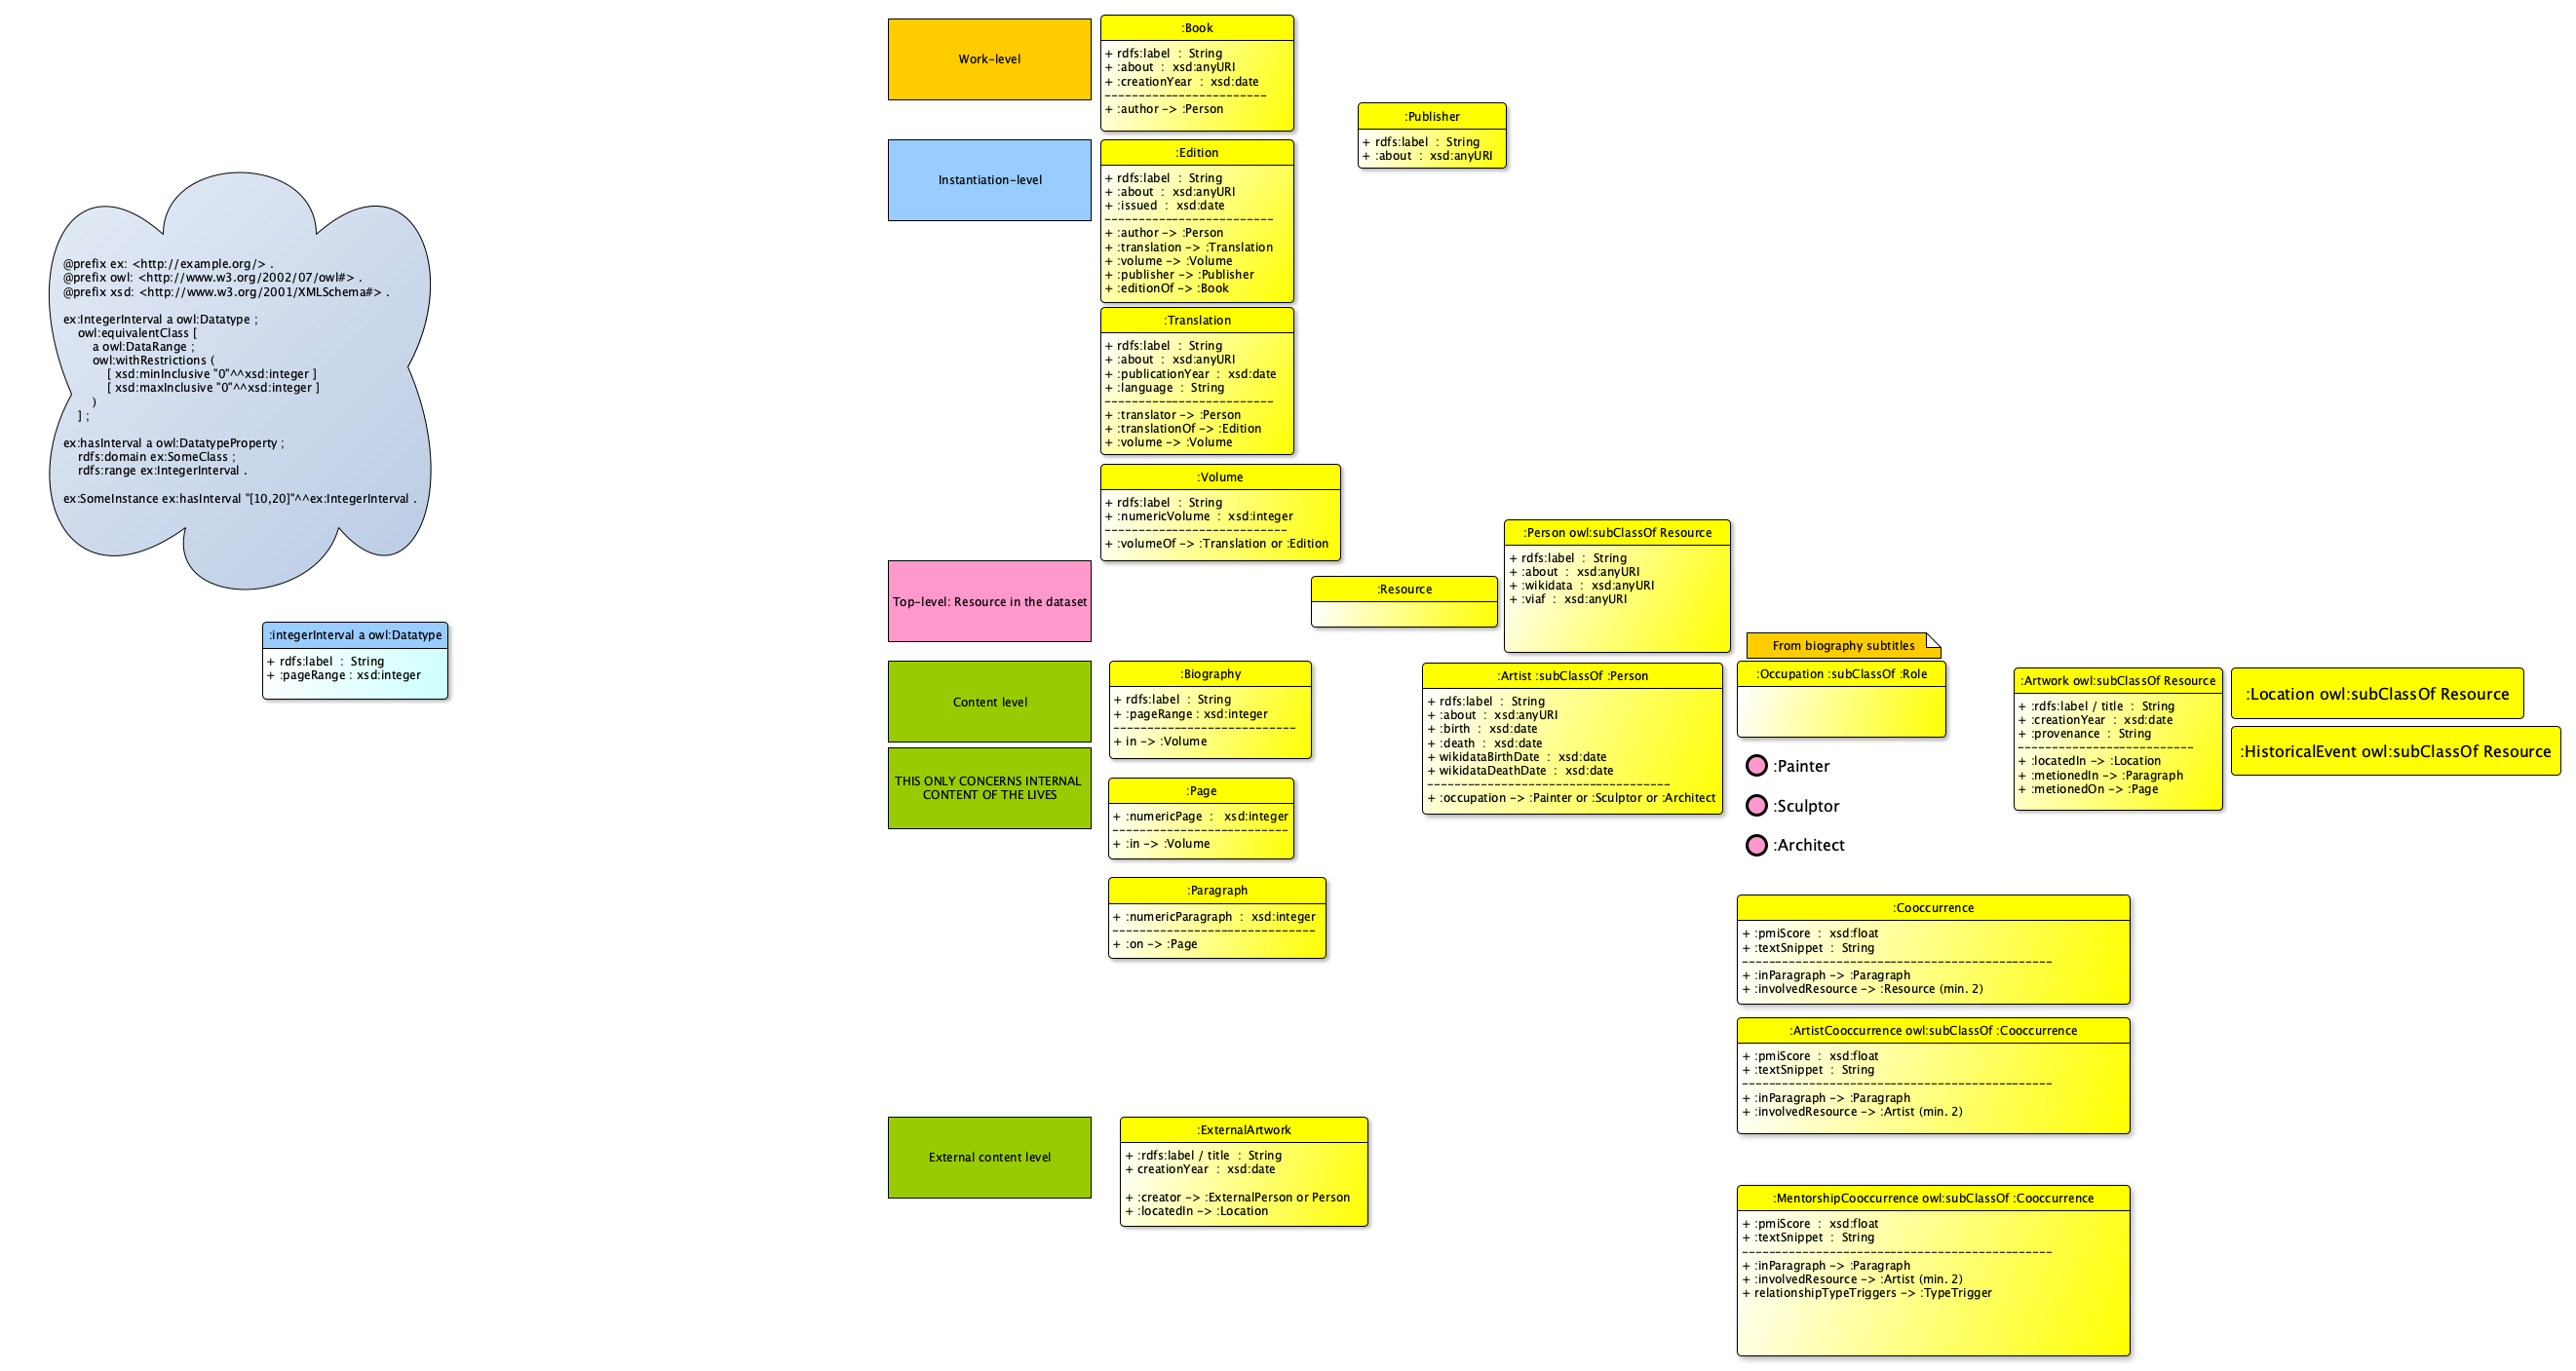 @prefix ex: <http://example.org/> .
@prefix owl: <http://www.w3.org/2002/07/owl#> .
@prefix xsd: <http://www.w3.org/2001/XMLSchema#> .
ex:IntegerInterval a owl:Datatype ;
owl:equivalentClass [
a owl:DataRange ;
owl:withRestrictions (
[ xsd:minInclusive "0"^^xsd:integer ]
[ xsd:maxInclusive "0"^^xsd:integer ]
)
] ;
ex:hasInterval a owl:DatatypeProperty ;
rdfs:domain ex:SomeClass ;
rdfs:range ex:IntegerInterval .
ex:SomeInstance ex:hasInterval "[10,20]"^^ex:IntegerInterval .
:integerInterval a owl:Datatype
+ rdfs:label : String
+ :pageRange : xsd:integer
Work-level
:Book
+ rdfs:label : String
+ :about : xsd:anyURI
+ :creationYear : xsd:date
------------------------
+ :author -> :Person
:Publisher
+ rdfs:label : String
+ :about : xsd:anyURI
Instantiation-level
:Edition
+ rdfs:label : String
+ :about : xsd:anyURI
+ :issued : xsd:date
-------------------------
+ :author -> :Person
+ :translation -> :Translation
+ :volume -> :Volume
+ :publisher -> :Publisher
+ :editionOf -> :Book
:Translation
+ rdfs:label : String
+ :about : xsd:anyURI
+ :publicationYear : xsd:date
+ :language : String
-------------------------
+ :translator -> :Person
+ :translationOf -> :Edition
+ :volume -> :Volume
:Volume
+ rdfs:label : String
+ :numericVolume : xsd:integer
---------------------------
+ :volumeOf -> :Translation or :Edition
Top-level: Resource in the dataset
:Resource
:Person owl:subClassOf Resource
+ rdfs:label : String
+ :about : xsd:anyURI
+ :wikidata : xsd:anyURI
+ :viaf : xsd:anyURI
Content level
THIS ONLY CONCERNS INTERNAL
CONTENT OF THE LIVES
:Biography
+ rdfs:label : String
+ :pageRange : xsd:integer
---------------------------
+ in -> :Volume
:Page
+ :numericPage : xsd:integer
--------------------------
+ :in -> :Volume
:Paragraph
+ :numericParagraph : xsd:integer
------------------------------
+ :on -> :Page
:Artist :subClassOf :Person
+ rdfs:label : String
+ :about : xsd:anyURI
+ :birth : xsd:date
+ :death : xsd:date
+ wikidataBirthDate : xsd:date
+ wikidataDeathDate : xsd:date
------------------------------------
+ :occupation -> :Painter or :Sculptor or :Architect
From biography subtitles
:Occupation :subClassOf :Role
:Painter
:Sculptor
:Architect
:Artwork owl:subClassOf Resource
+ :rdfs:label / title : String
+ :creationYear : xsd:date
+ :provenance : String
--------------------------
+ :locatedIn -> :Location
+ :metionedIn -> :Paragraph
+ :metionedOn -> :Page
:Location owl:subClassOf Resource
:HistoricalEvent owl:subClassOf Resource
:Cooccurrence
+ :pmiScore : xsd:float
+ :textSnippet : String
----------------------------------------------
+ :inParagraph -> :Paragraph
+ :involvedResource -> :Resource (min. 2)
:ArtistCooccurrence owl:subClassOf :Cooccurrence
+ :pmiScore : xsd:float
+ :textSnippet : String
----------------------------------------------
+ :inParagraph -> :Paragraph
+ :involvedResource -> :Artist (min. 2)
:MentorshipCooccurrence owl:subClassOf :Cooccurrence
+ :pmiScore : xsd:float
+ :textSnippet : String
----------------------------------------------
+ :inParagraph -> :Paragraph
+ :involvedResource -> :Artist (min. 2)
+ relationshipTypeTriggers -> :TypeTrigger
External content level
:ExternalArtwork
+ :rdfs:label / title : String
+ creationYear : xsd:date
+ :creator -> :ExternalPerson or Person
+ :locatedIn -> :Location